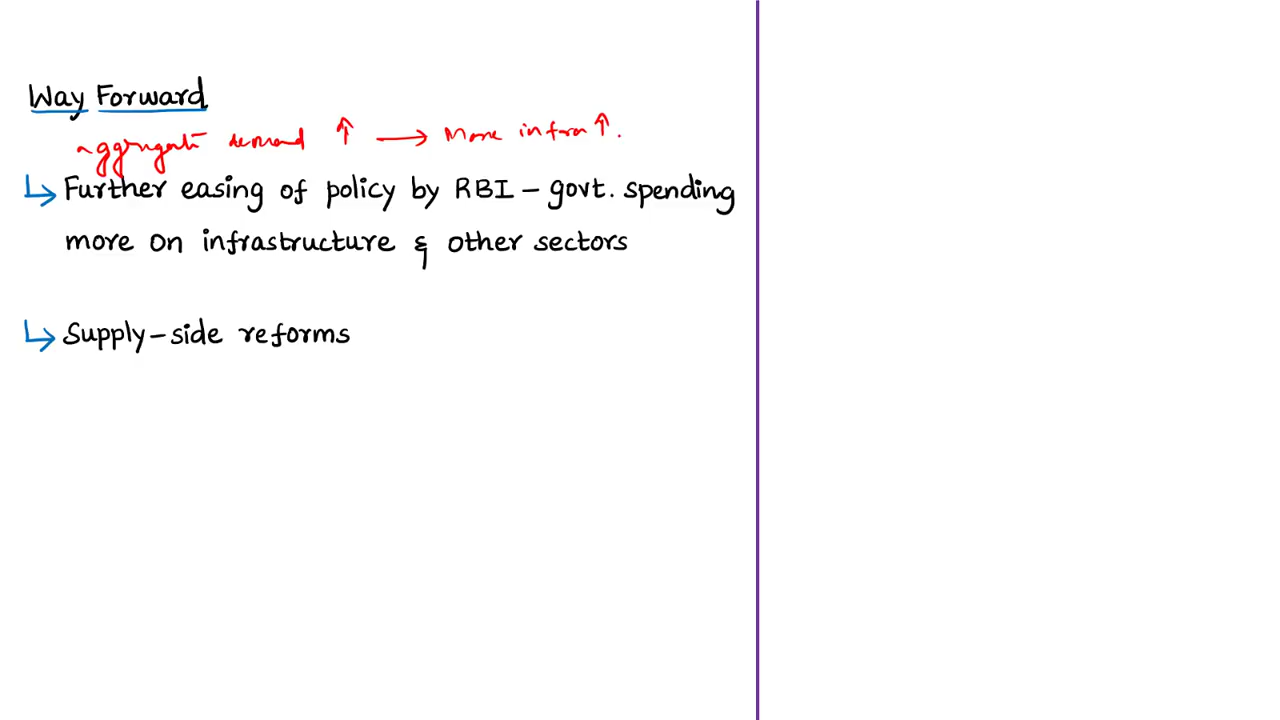 Way Forward
aggregate demand ↑ → More infra ↑.
↳ Further easing of policy by RBI – govt. spending
more on infrastructure & other sectors
↳ Supply-side reforms